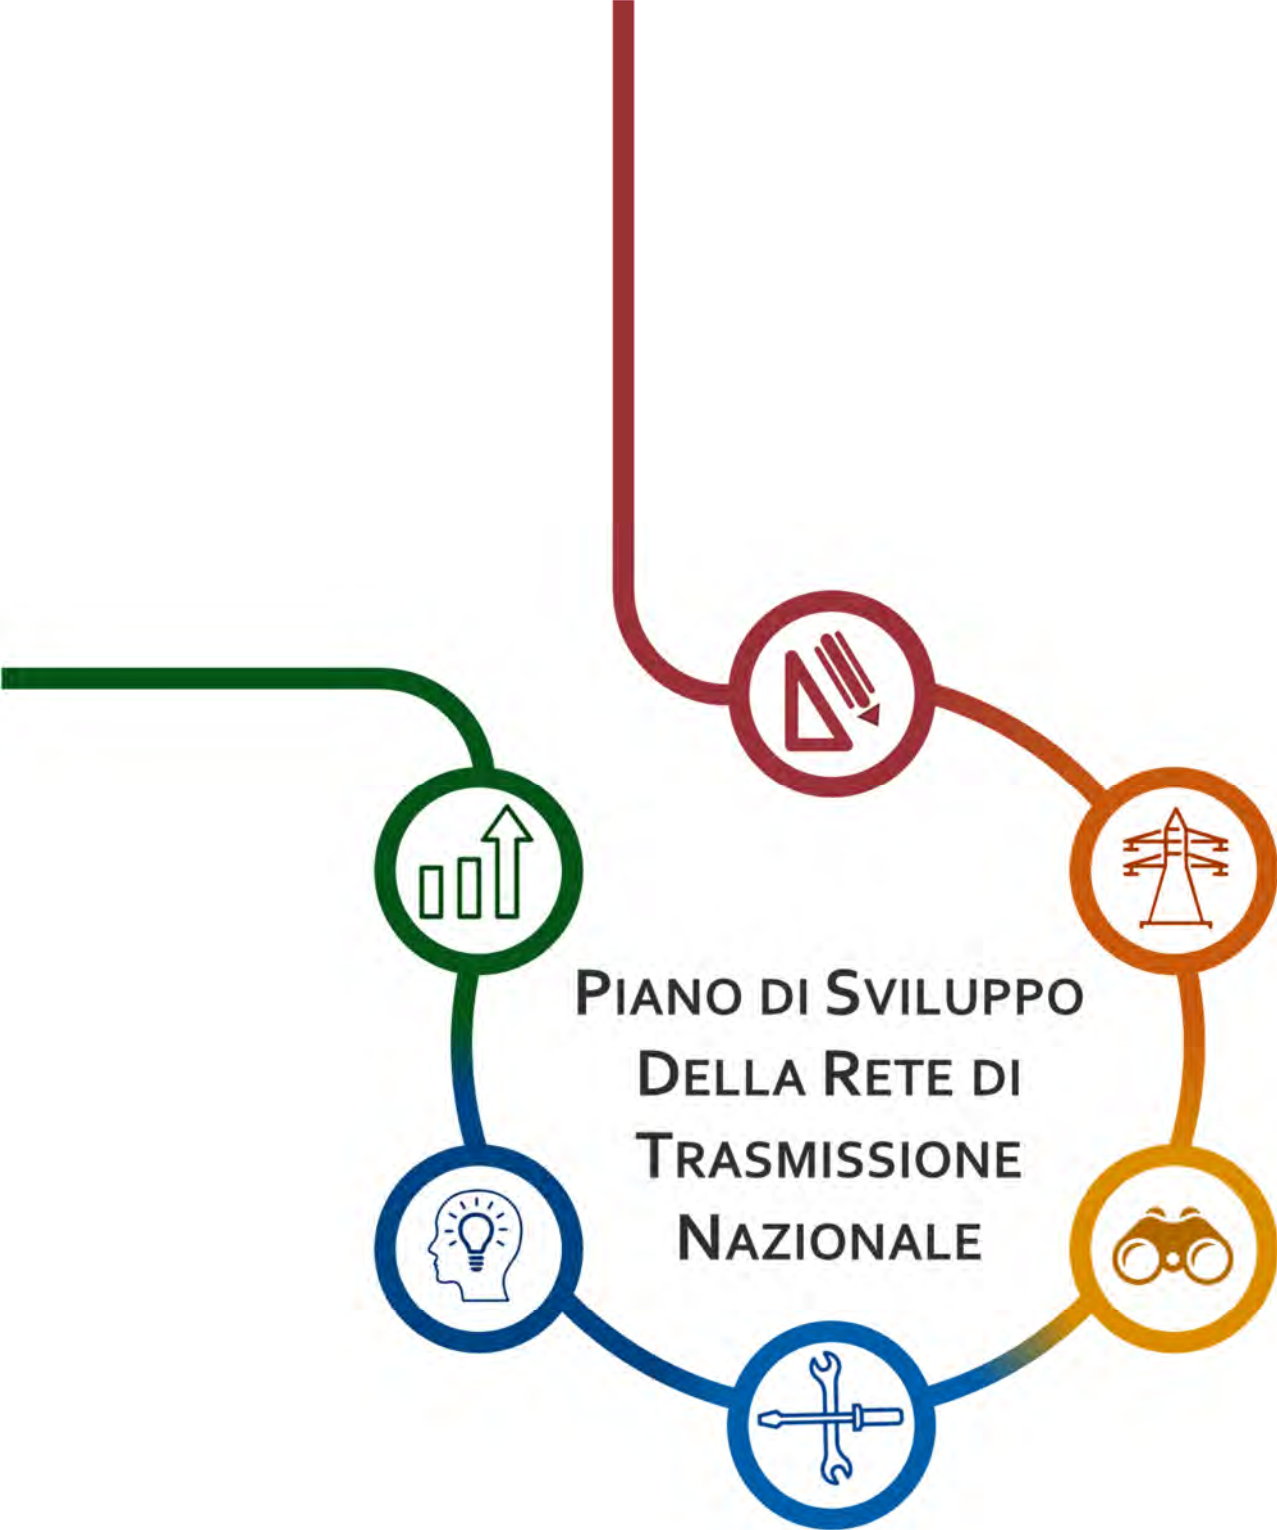 Piano di Sviluppo
Della Rete di
Trasmissione
Nazionale